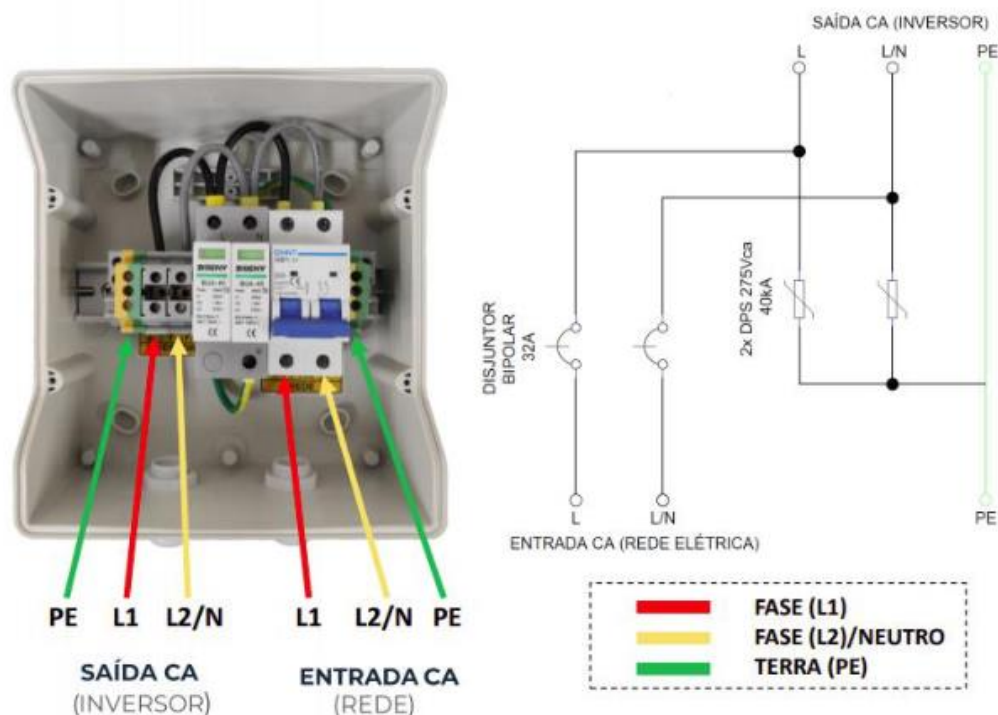 SAÍDA CA (INVERSOR)
L
L/N
PE
DISJUNTOR
BIPOLAR
32A
2x DPS 275Vca
40kA
L
L/N
PE
ENTRADA CA (REDE ELÉTRICA)
PE
L1
L2/N
L1
L2/N
PE
SAÍDA CA
(INVERSOR)
ENTRADA CA
(REDE)
FASE (L1)
FASE (L2)/NEUTRO
TERRA (PE)